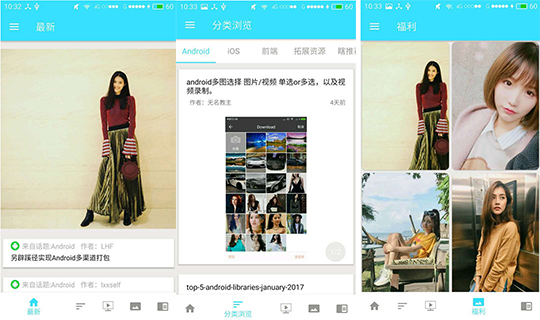 10:32
60
最新
来自话题:Android 作者: LHF
另辟蹊径实现Android多渠道打包
来自话题:Android 作者: lxxself
最新
10:33
60
分类浏览
Android
iOS
前端
拓展资源
瞎推
android多图选择 图片/视频 单选or多选，以及视
频录制。
作者: 无名教主
4天前
Download
top-5-android-libraries-january-2017
分类浏览
10:33
60
福利
福利